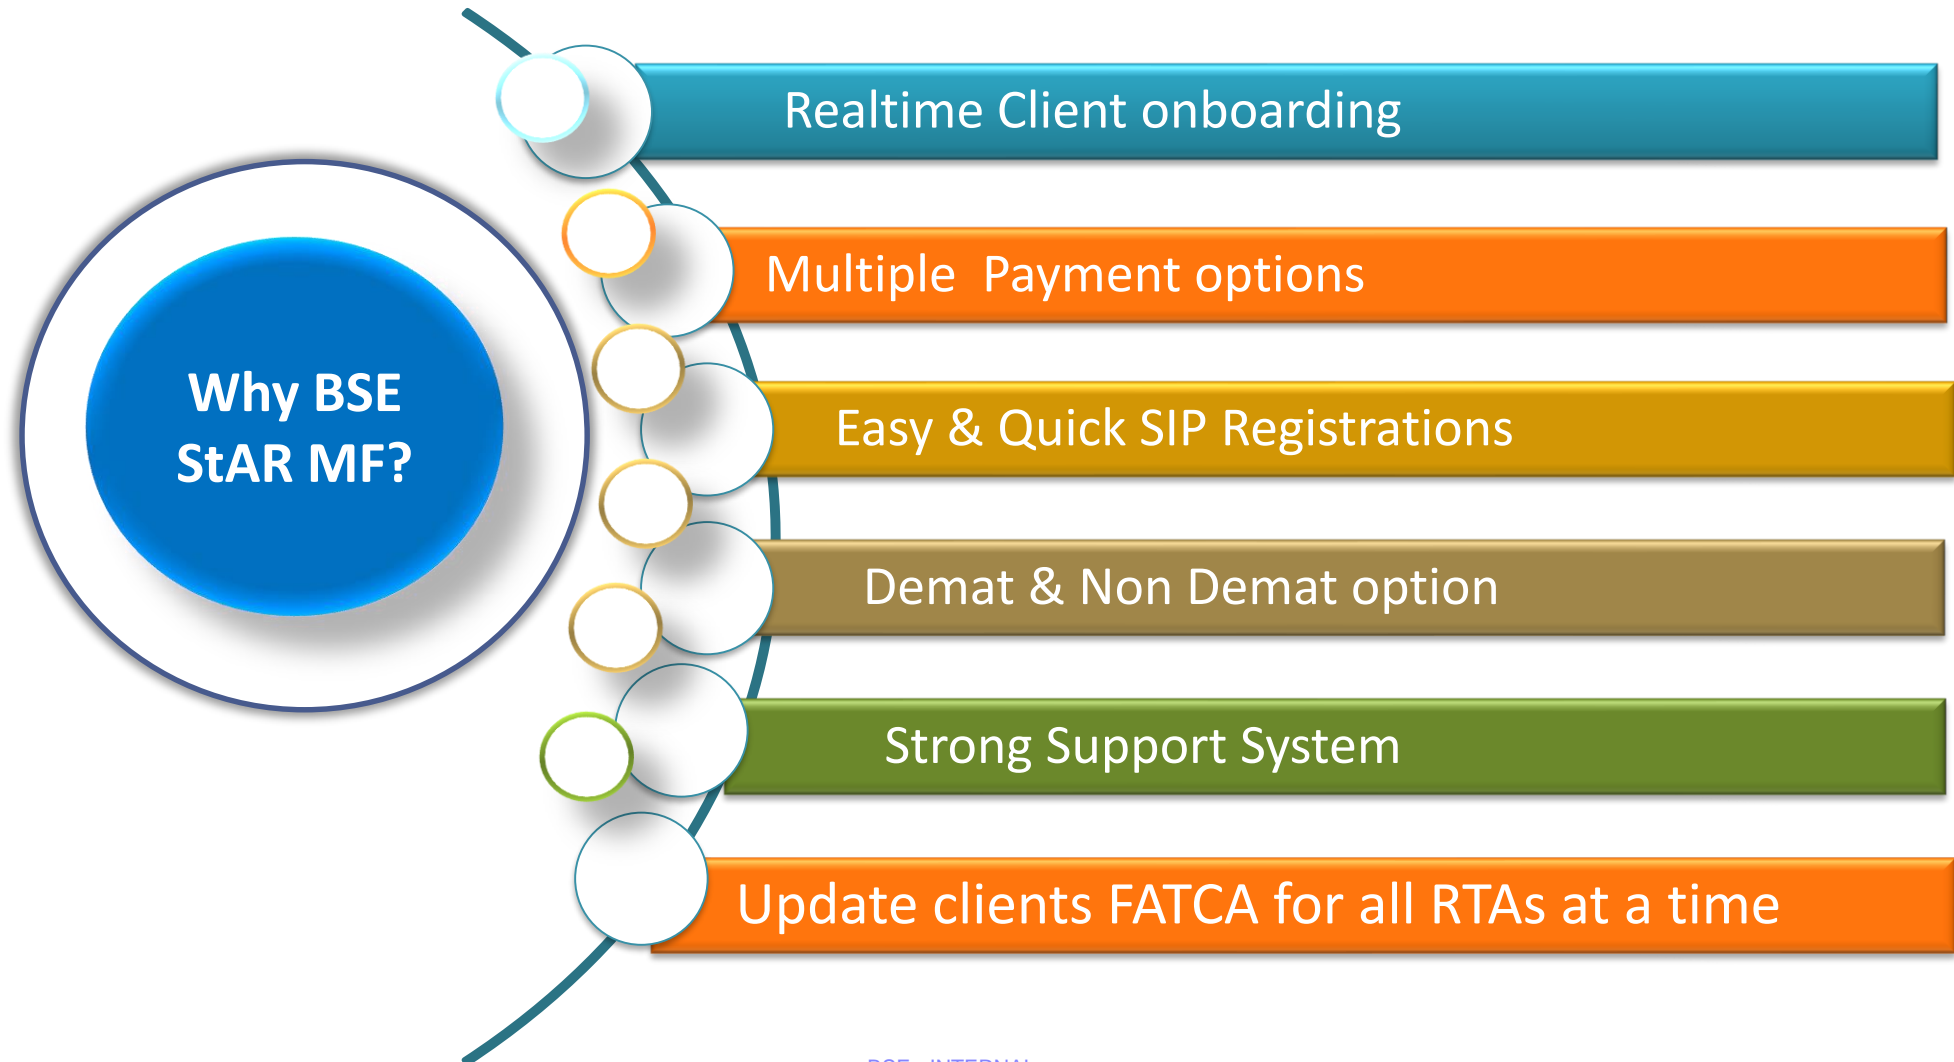 Why BSE
StAR MF?
Realtime Client onboarding
Multiple  Payment options
Easy & Quick SIP Registrations
Demat & Non Demat option
Strong Support System
Update clients FATCA for all RTAs at a time